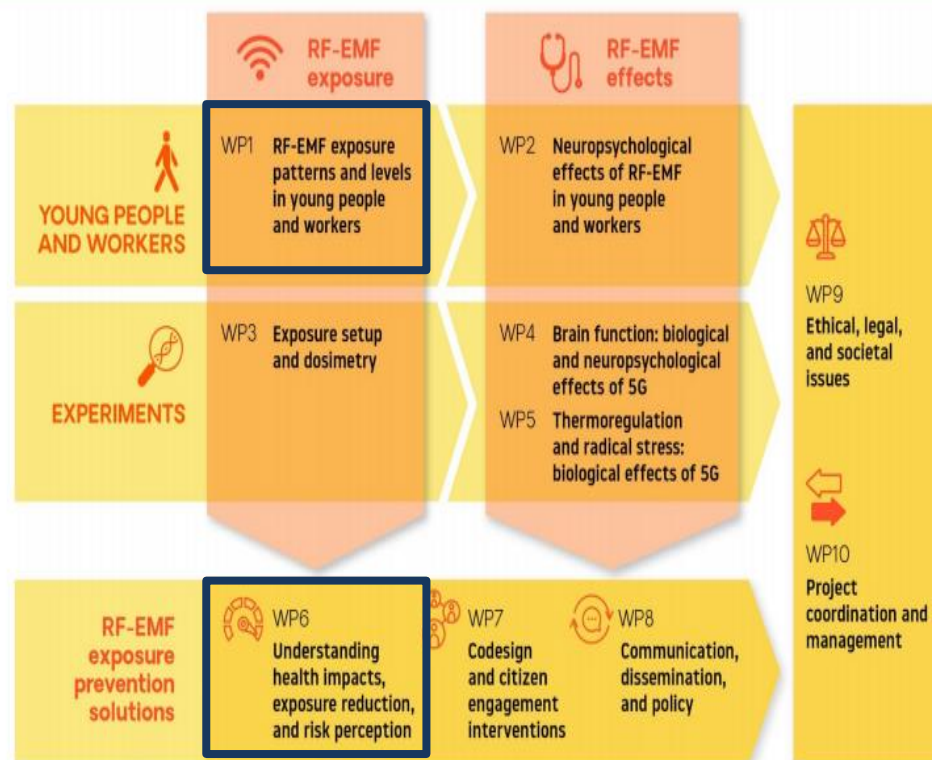 RF-EMF
exposure
RF-EMF
effects
YOUNG PEOPLE
AND WORKERS
WP1 RF-EMF exposure
patterns and levels
in young people
and workers
WP2 Neuropsychological
effects of RF-EMF
in young people
and workers
EXPERIMENTS
WP3 Exposure setup
and dosimetry
WP4 Brain function: biological
and neuropsychological
effects of 5G
WP5 Thermoregulation
and radical stress:
biological effects of 5G
RF-EMF
exposure
prevention
solutions
WP6
Understanding
health impacts,
exposure reduction,
and risk perception
WP7
Codesign
and citizen
engagement
interventions
WP8
Communication,
dissemination,
and policy
WP9
Ethical, legal,
and societal
issues
WP10
Project
coordination and
management